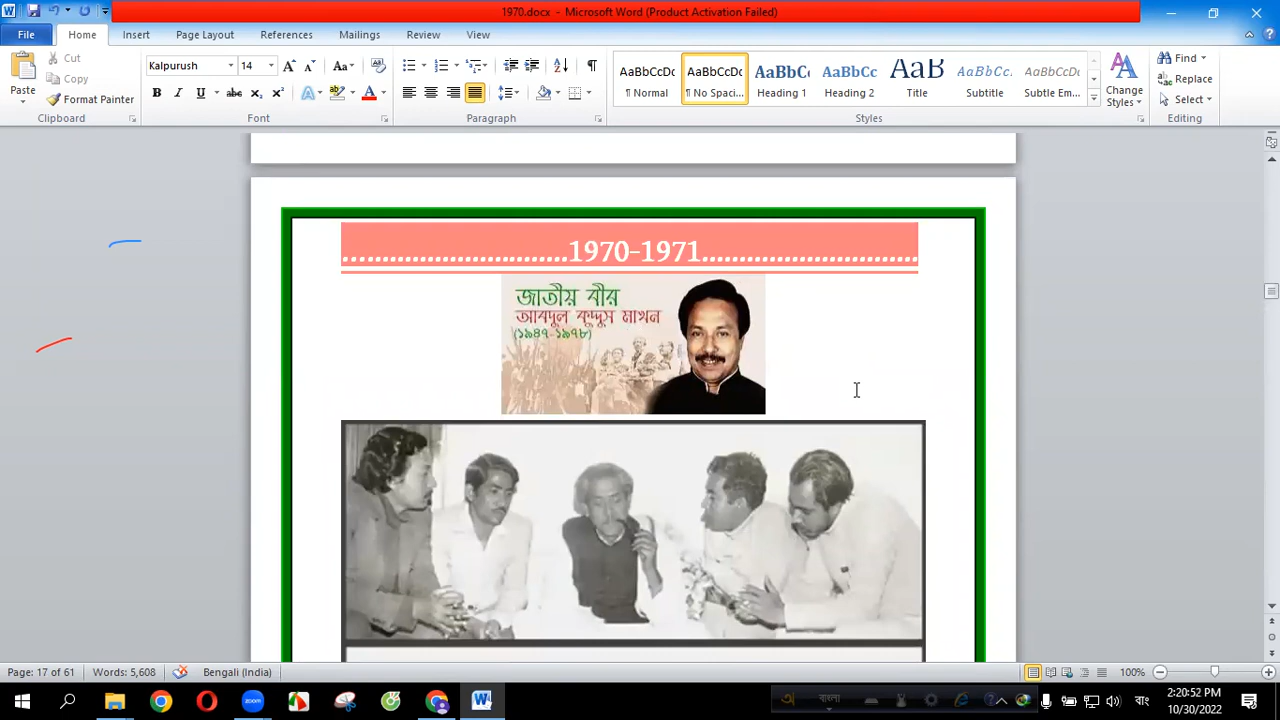 1970.docx - Microsoft Word (Product Activation Failed)
File Home Insert Page Layout References Mailings Review View
Cut
Copy
Format Painter
Paste
Clipboard
Kalpurush 14
Font
Paragraph
AaBbCcDc AaBbCcDc AaBbC AaBbCc AaB AaBbCc. AaBbCcDc
¶ Normal ¶ No Spaci... Heading 1 Heading 2 Title Subtitle Subtle Em...
Change Styles
Styles
Find
Replace
Select
Editing
..............................1970-1971............................
জাতীয় বীর
আবদুল কুদ্দুস মাখন
(১৯৪৭-১৯৭৮)
Page: 17 of 61 Words: 5,608 Bengali (India) 100%
zoom
বাংলা
বাং
2:20:52 PM
10/30/2022